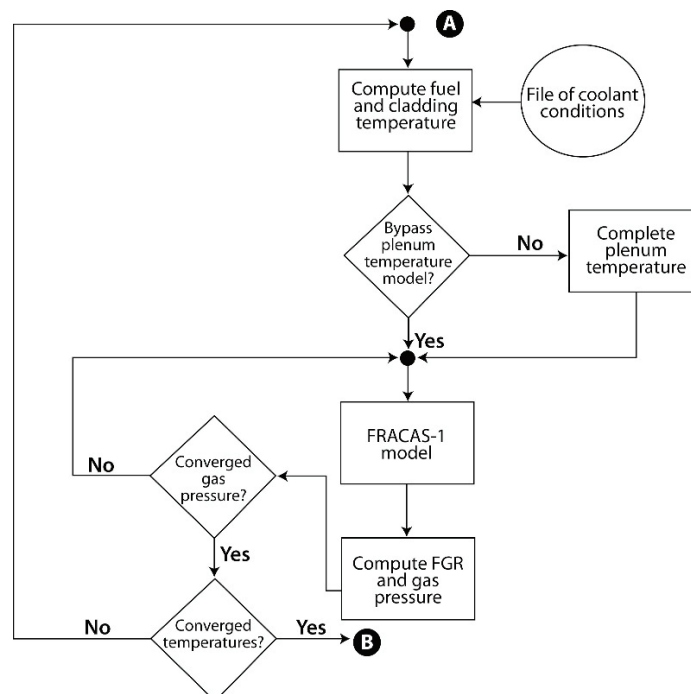 A
Compute fuel
and cladding
temperature
File of coolant
conditions
Bypass
plenum
temperature
model?
No
Complete
plenum
temperature
Yes
FRACAS-1
model
No
Converged
gas
pressure?
Yes
Compute FGR
and gas
pressure
No
Converged
temperatures?
Yes
B